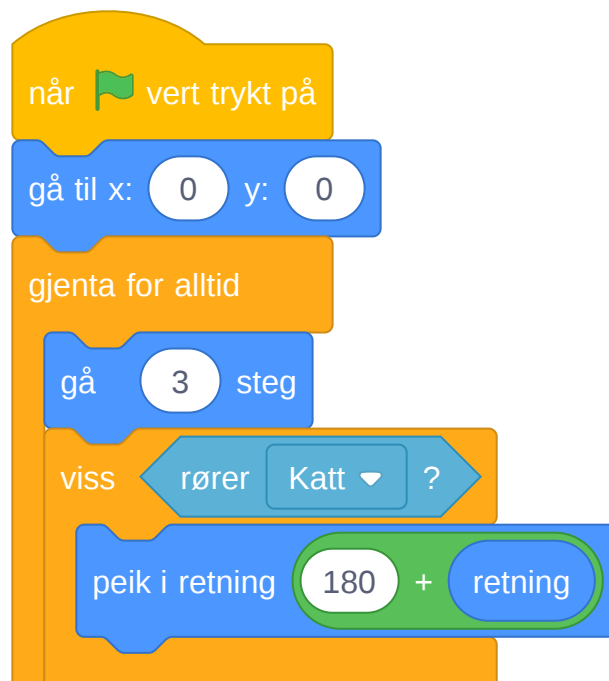 når vert trykt på
gå til x: 0 y: 0
gjenta for alltid
gå 3 steg
viss rører Katt ?
peik i retning 180 + retning